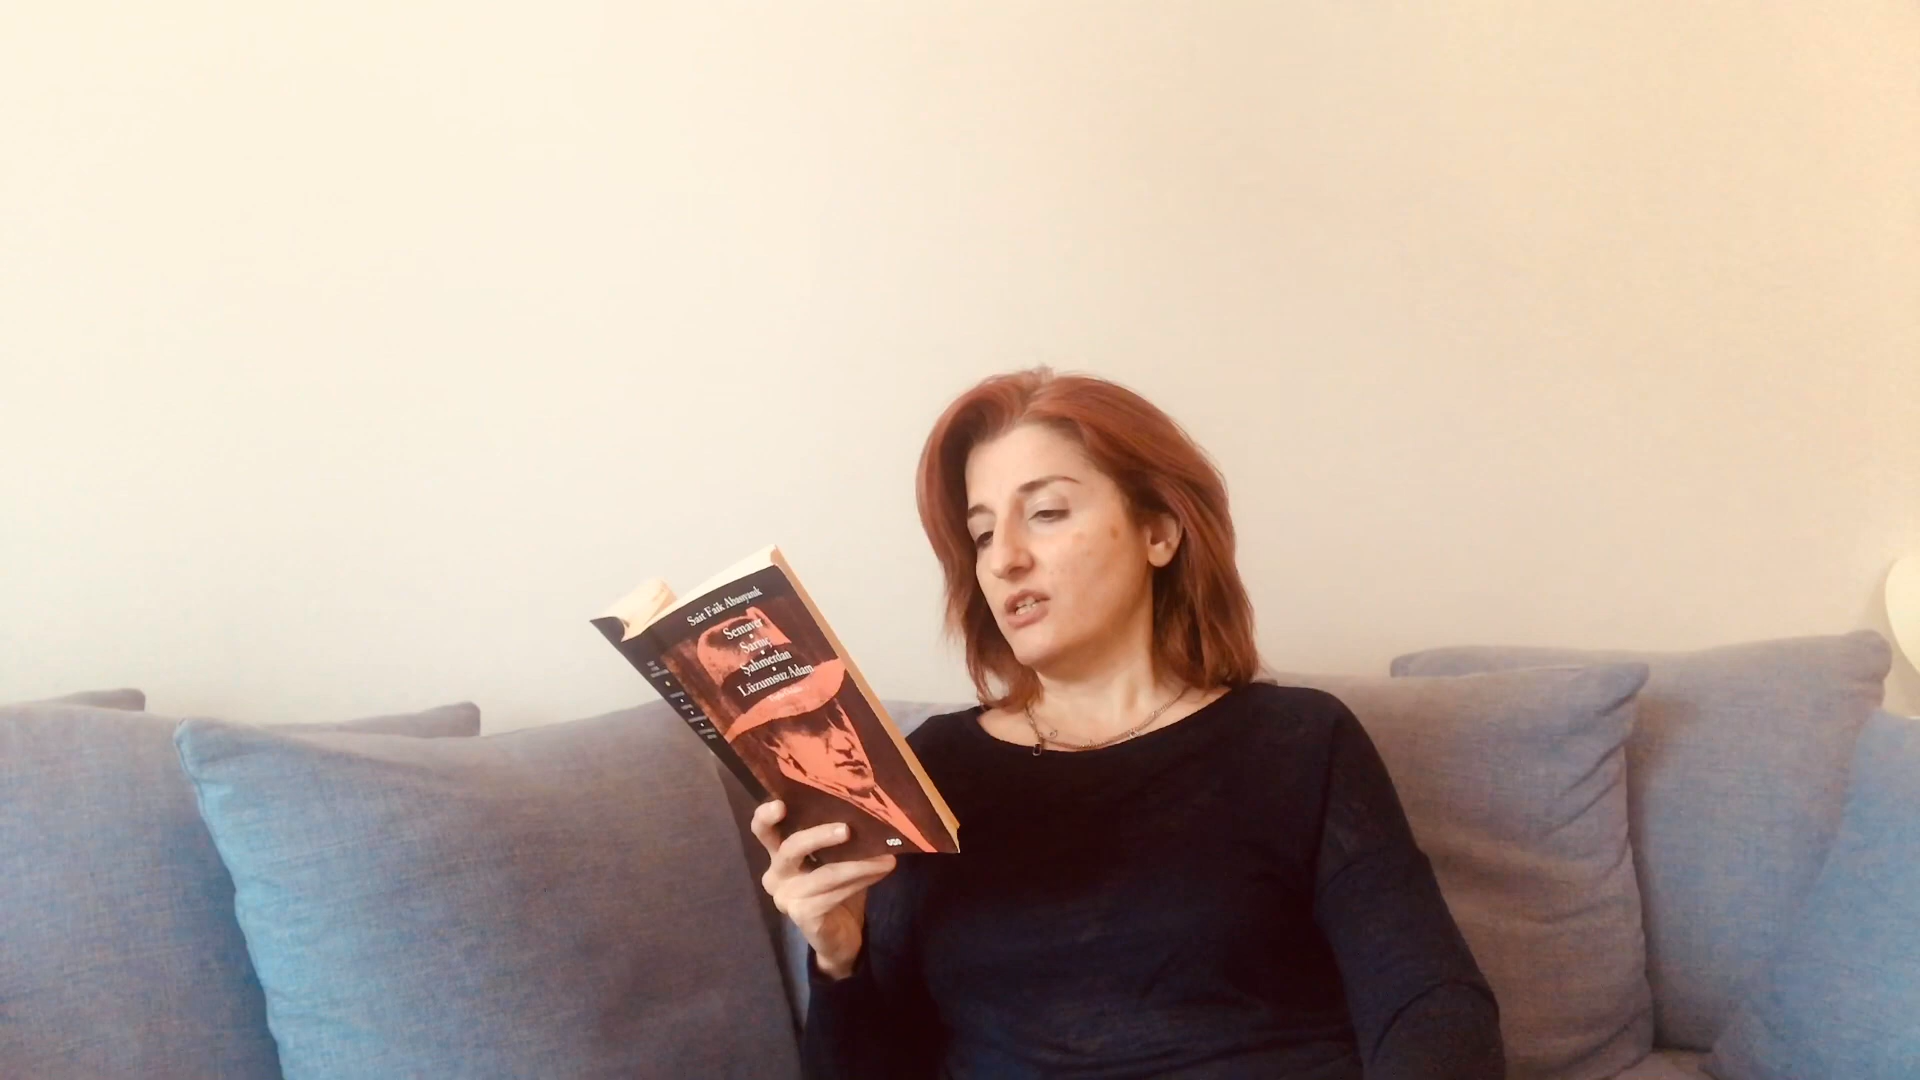 Sait Faik Abasıyanık
Semaver
Sarnıç
Şahmerdan
Lüzumsuz Adam